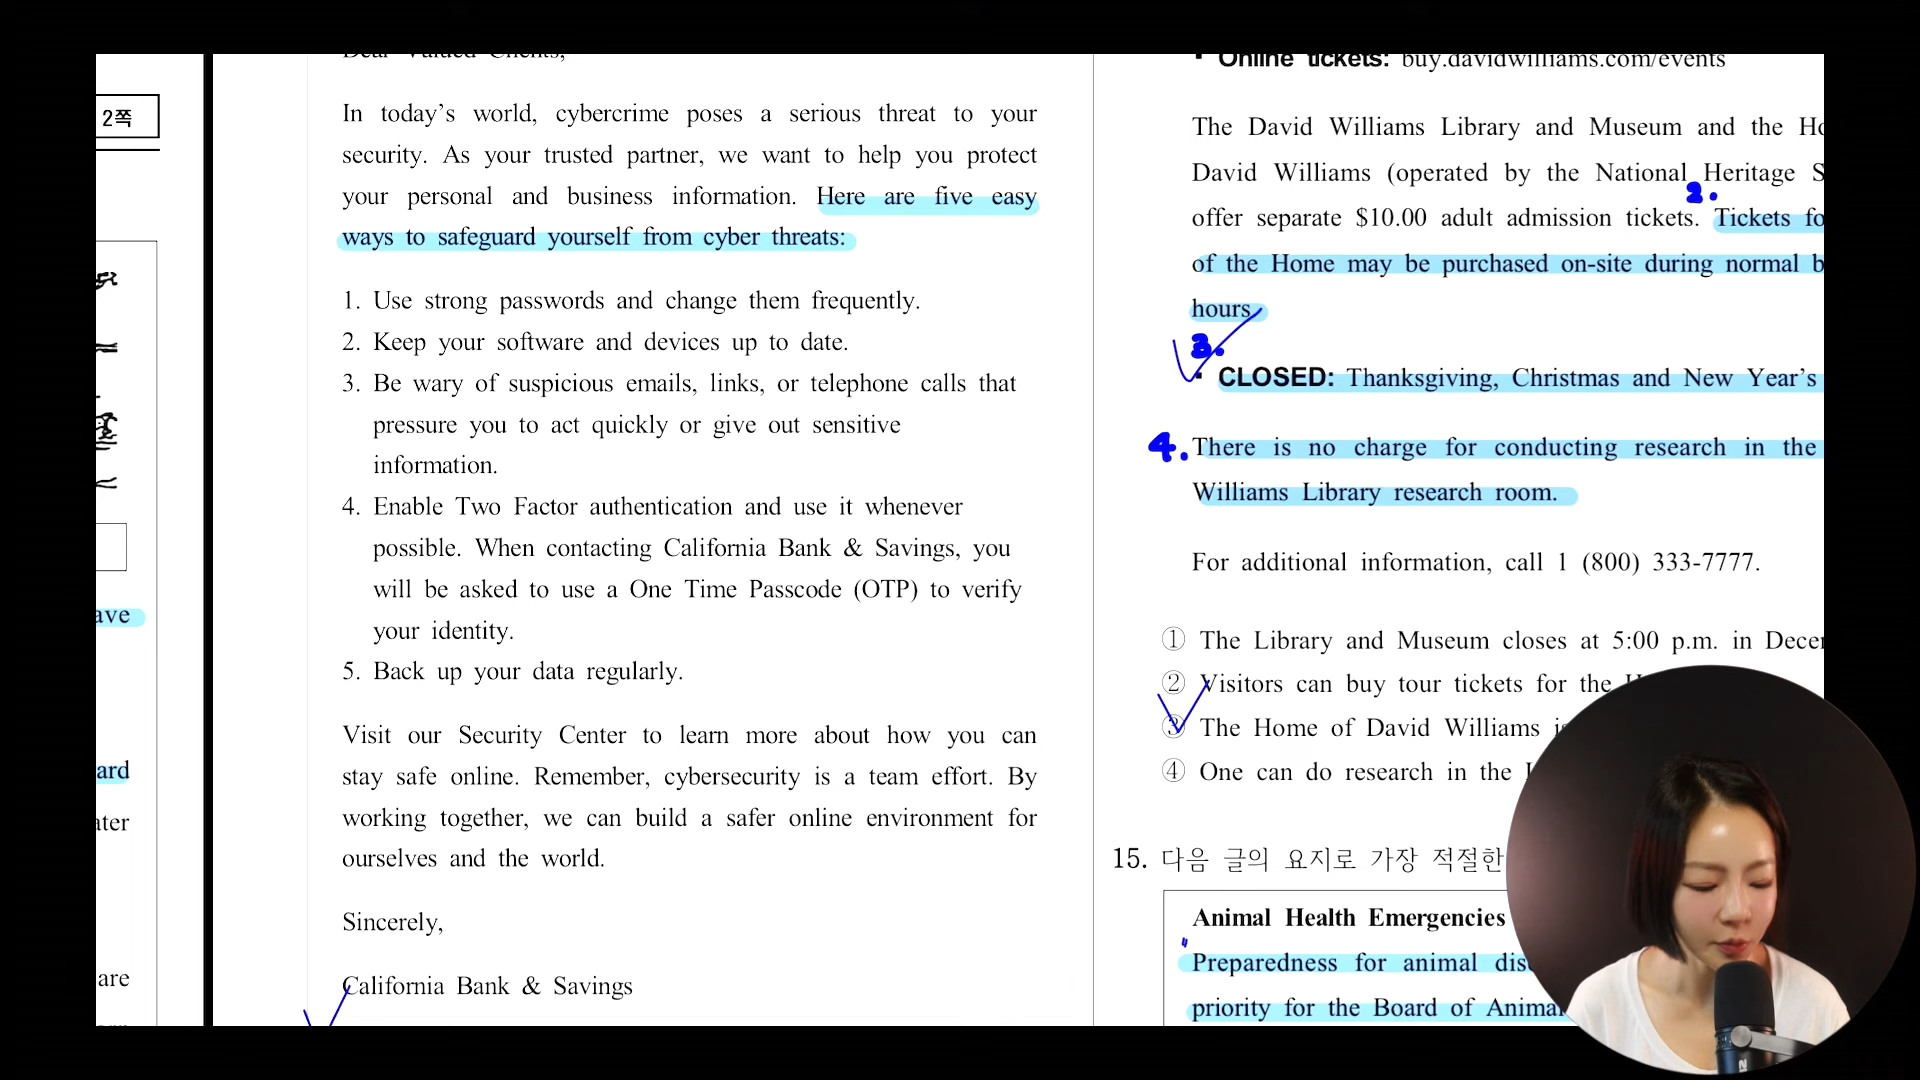 2쪽
ave
ard
ater
are
Dear Valued Clients,
In today's world, cybercrime poses a serious threat to your
security. As your trusted partner, we want to help you protect
your personal and business information. Here are five easy
ways to safeguard yourself from cyber threats:
1. Use strong passwords and change them frequently.
2. Keep your software and devices up to date.
3. Be wary of suspicious emails, links, or telephone calls that
pressure you to act quickly or give out sensitive
information.
4. Enable Two Factor authentication and use it whenever
possible. When contacting California Bank & Savings, you
will be asked to use a One Time Passcode (OTP) to verify
your identity.
5. Back up your data regularly.
Visit our Security Center to learn more about how you can
stay safe online. Remember, cybersecurity is a team effort. By
working together, we can build a safer online environment for
ourselves and the world.
Sincerely,
California Bank & Savings
▪ Online tickets: buy.davidwilliams.com/events
The David Williams Library and Museum and the Ho
David Williams (operated by the National Heritage S
2.
offer separate $10.00 adult admission tickets. Tickets fo
of the Home may be purchased on-site during normal b
hours.
3.
▪ CLOSED: Thanksgiving, Christmas and New Year's
4. There is no charge for conducting research in the
Williams Library research room.
For additional information, call 1 (800) 333-7777.
① The Library and Museum closes at 5:00 p.m. in Decem
② Visitors can buy tour tickets for the H
③ The Home of David Williams is
④ One can do research in the
15. 다음 글의 요지로 가장 적절한
Animal Health Emergencies
Preparedness for animal dise
priority for the Board of Animal